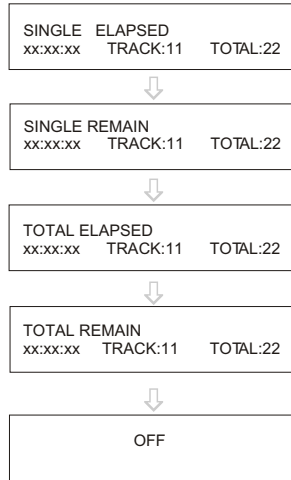 SINGLE ELAPSED
xx:xx:xx TRACK:11 TOTAL:22
SINGLE REMAIN
xx:xx:xx TRACK:11 TOTAL:22
TOTAL ELAPSED
xx:xx:xx TRACK:11 TOTAL:22
TOTAL REMAIN
xx:xx:xx TRACK:11 TOTAL:22
OFF